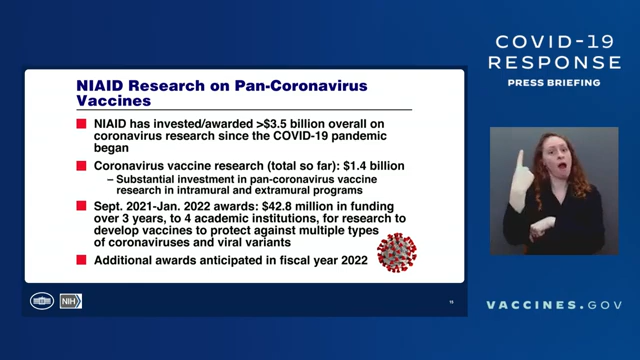 COVID-19
RESPONSE
PRESS BRIEFING
NIAID Research on Pan-Coronavirus
Vaccines
NIAID has invested/awarded >$3.5 billion overall on
coronavirus research since the COVID-19 pandemic
began
Coronavirus vaccine research (total so far): $1.4 billion
– Substantial investment in pan-coronavirus vaccine
research in intramural and extramural programs
Sept. 2021-Jan. 2022 awards: $42.8 million in funding
over 3 years, to 4 academic institutions, for research to
develop vaccines to protect against multiple types
of coronaviruses and viral variants
Additional awards anticipated in fiscal year 2022
NIH
VACCINES.GOV